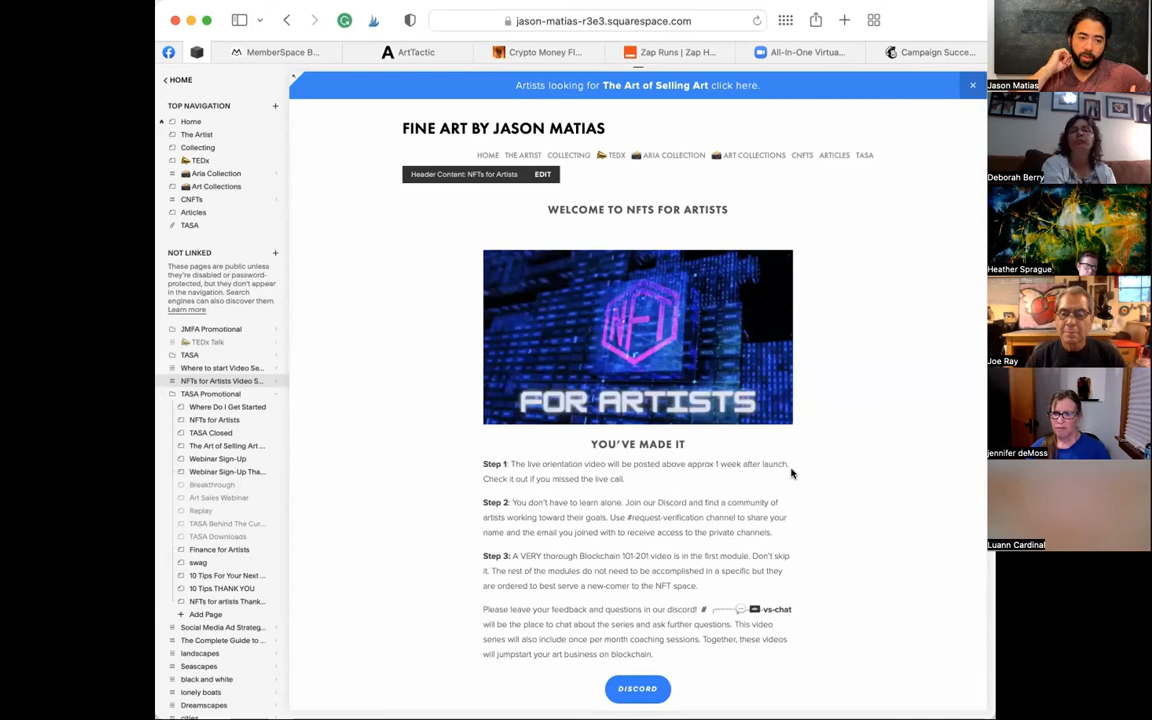 jason-matias-r3e3.squarespace.com
MemberSpace B...
ArtTactic
Crypto Money Fl...
Zap Runs | Zap H...
All-In-One Virtua...
Campaign Succe...
HOME
TOP NAVIGATION
Home
The Artist
Collecting
TEDx
Aria Collection
Art Collections
CNFTs
Articles
TASA
NOT LINKED
These pages are public unless
they're disabled or password-
protected, but they don't appear
in the navigation. Search
engines can also discover them.
Learn more
JMFA Promotional
TEDx Talk
TASA
Where to start Video Se...
NFTs for Artists Video S...
TASA Promotional
Where Do I Get Started
NFTs for Artists
TASA Closed
The Art of Selling Art ...
Webinar Sign-Up
Webinar Sign-Up Tha...
Breakthrough
Art Sales Webinar
Replay
TASA Behind The Cur...
TASA Downloads
Finance for Artists
swag
10 Tips For Your Next ...
10 Tips THANK YOU
NFTs for artists Thank...
Add Page
Social Media Ad Strateg...
The Complete Guide to ...
landscapes
Seascapes
black and white
lonely boats
Dreamscapes
cities
Artists looking for The Art of Selling Art click here.
FINE ART BY JASON MATIAS
HOME THE ARTIST COLLECTING TEDX ARIA COLLECTION ART COLLECTIONS CNFTS ARTICLES TASA
Header Content: NFTs for Artists EDIT
WELCOME TO NFTS FOR ARTISTS
NFT
FOR ARTISTS
YOU'VE MADE IT
Step 1: The live orientation video will be posted above approx 1 week after launch.
Check it out if you missed the live call.
Step 2: You don't have to learn alone. Join our Discord and find a community of
artists working toward their goals. Use #request-verification channel to share your
name and the email you joined with to receive access to the private channels.
Step 3: A VERY thorough Blockchain 101-201 video is in the first module. Don't skip
it. The rest of the modules do not need to be accomplished in a specific but they
are ordered to best serve a new-comer to the NFT space.
Please leave your feedback and questions in our discord! # vs-chat
will be the place to chat about the series and ask further questions. This video
series will also include once per month coaching sessions. Together, these videos
will jumpstart your art business on blockchain.
DISCORD
Jason Matias
Deborah Berry
Heather Sprague
Joe Ray
jennifer deMoss
Luann Cardinal